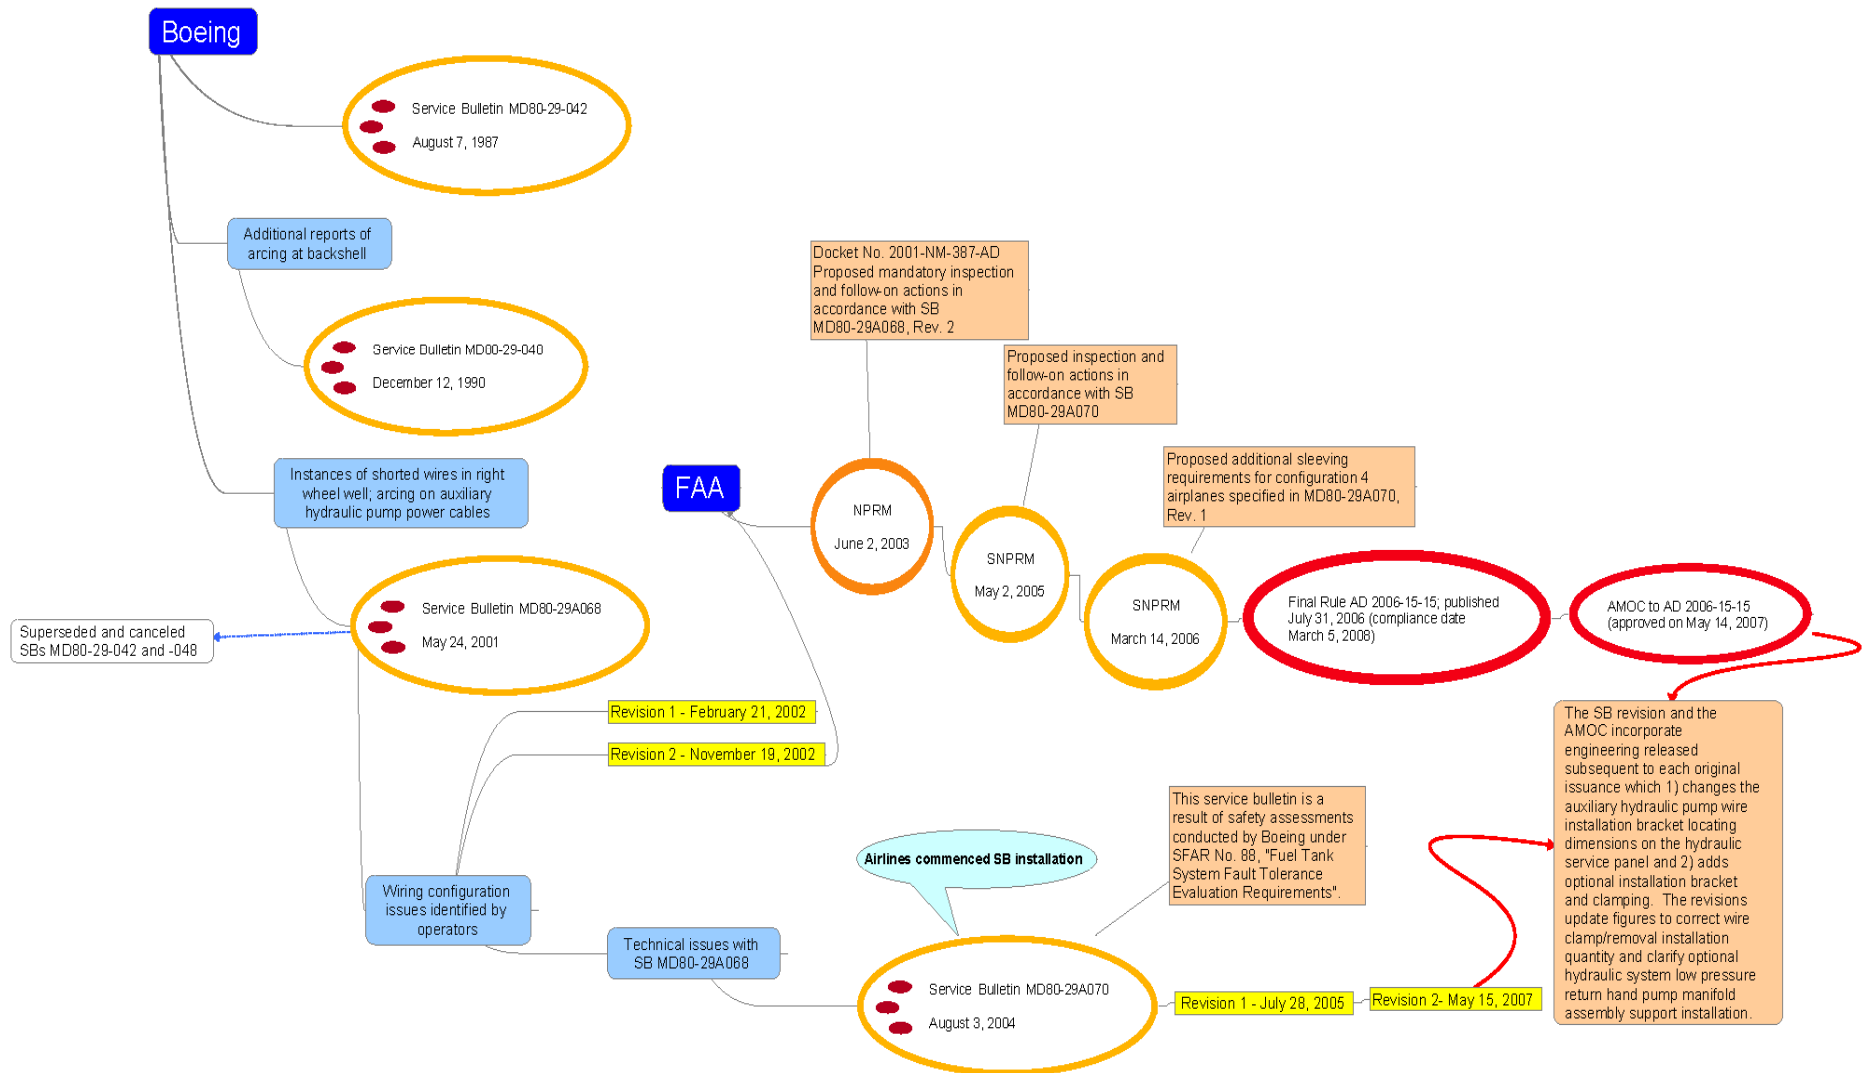 Boeing
Service Bulletin MD80-29-042
August 7, 1987
Additional reports of
arcing at backshell
Service Bulletin MD00-29-040
December 12, 1990
Instances of shorted wires in right
wheel well; arcing on auxiliary
hydraulic pump power cables
Service Bulletin MD80-29A068
May 24, 2001
Superseded and canceled
SBs MD80-29-042 and -048
Revision 1 - February 21, 2002
Revision 2 - November 19, 2002
Wiring configuration
issues identified by
operators
Technical issues with
SB MD80-29A068
Airlines commenced SB installation
Service Bulletin MD80-29A070
August 3, 2004
This service bulletin is a
result of safety assessments
conducted by Boeing under
SFAR No. 88, "Fuel Tank
System Fault Tolerance
Evaluation Requirements".
Revision 1 - July 28, 2005
Revision 2- May 15, 2007
FAA
Docket No. 2001-NM-387-AD
Proposed mandatory inspection
and follow-on actions in
accordance with SB
MD80-29A068, Rev. 2
NPRM
June 2, 2003
Proposed inspection and
follow-on actions in
accordance with SB
MD80-29A070
SNPRM
May 2, 2005
Proposed additional sleeving
requirements for configuration 4
airplanes specified in MD80-29A070,
Rev. 1
SNPRM
March 14, 2006
Final Rule AD 2006-15-15; published
July 31, 2006 (compliance date
March 5, 2008)
AMOC to AD 2006-15-15
(approved on May 14, 2007)
The SB revision and the
AMOC incorporate
engineering released
subsequent to each original
issuance which 1) changes the
auxiliary hydraulic pump wire
installation bracket locating
dimensions on the hydraulic
service panel and 2) adds
optional installation bracket
and clamping. The revisions
update figures to correct wire
clamp/removal installation
quantity and clarify optional
hydraulic system low pressure
return hand pump manifold
assembly support installation.